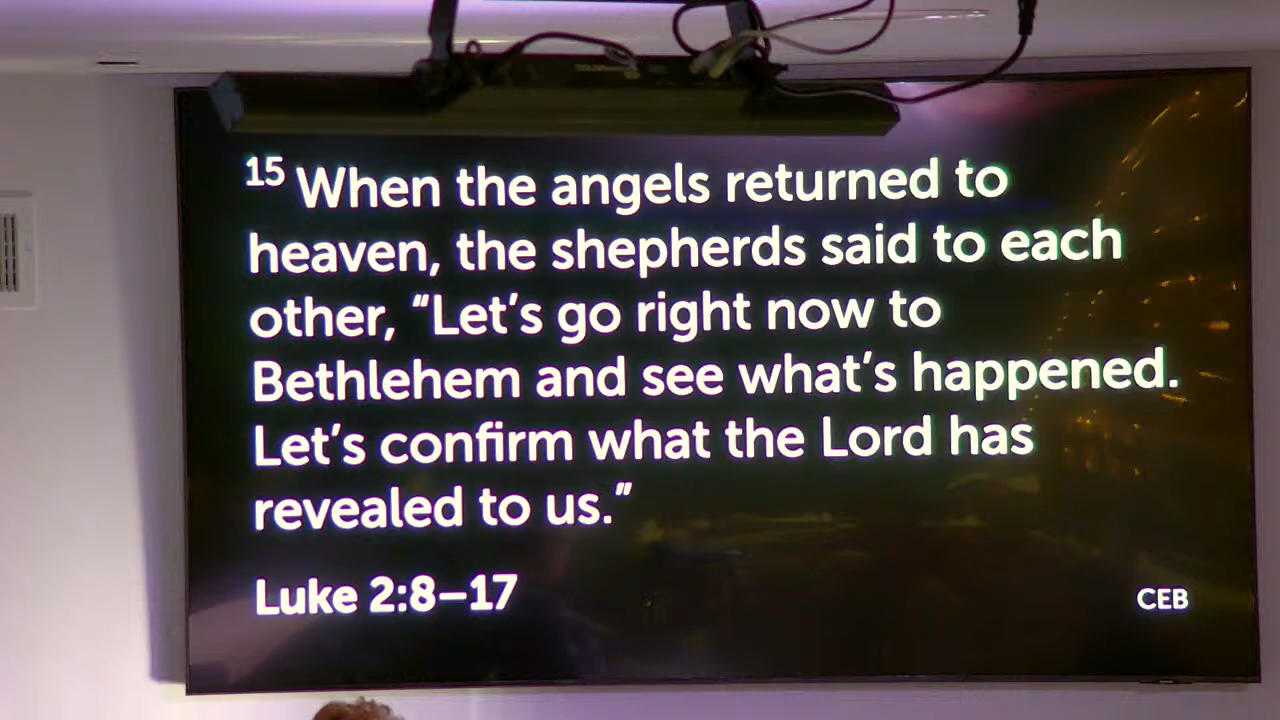 15 When the angels returned to
heaven, the shepherds said to each
other, “Let’s go right now to
Bethlehem and see what’s happened.
Let’s confirm what the Lord has
revealed to us.”
Luke 2:8–17
CEB